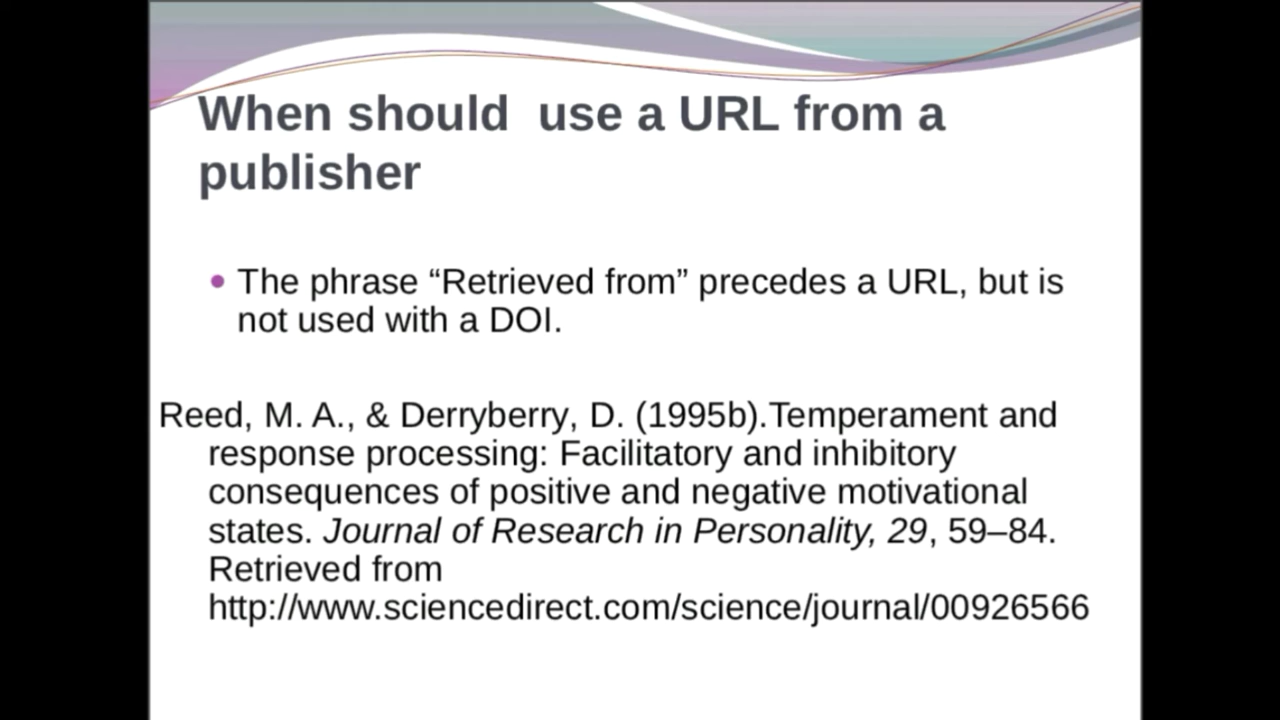 When should  use a URL from a
publisher
• The phrase “Retrieved from” precedes a URL, but is
not used with a DOI.
Reed, M. A., & Derryberry, D. (1995b).Temperament and
response processing: Facilitatory and inhibitory
consequences of positive and negative motivational
states. Journal of Research in Personality, 29, 59–84.
Retrieved from
http://www.sciencedirect.com/science/journal/00926566